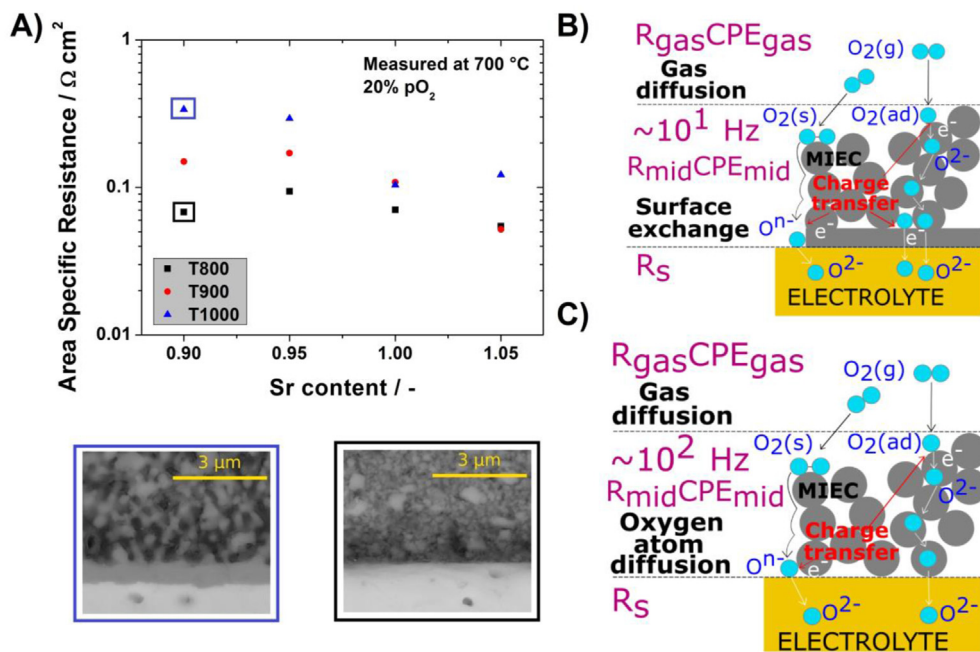 A)
Area Specific Resistance / Ω cm²
1
0.1
0.01
Measured at 700 °C
20% pO₂
T800
T900
T1000
0.90
0.95
1.00
1.05
Sr content / -
3 µm
3 µm
B)
RgasCPEgas
Gas
diffusion
O₂(g)
O₂(s)
O₂(ad)
~10¹ Hz
e⁻
RmidCPEmid
MIEC
O²⁻
Charge
transfer
Surface
exchange
Oⁿ⁻
e⁻
e⁻
Rs
O²⁻
O²⁻
ELECTROLYTE
C)
RgasCPEgas
Gas
diffusion
O₂(g)
O₂(s)
O₂(ad)
~10² Hz
e⁻
RmidCPEmid
MIEC
O²⁻
Oxygen
atom
diffusion
Charge
transfer
Oⁿ⁻
e⁻
Rs
O²⁻
O²⁻
ELECTROLYTE